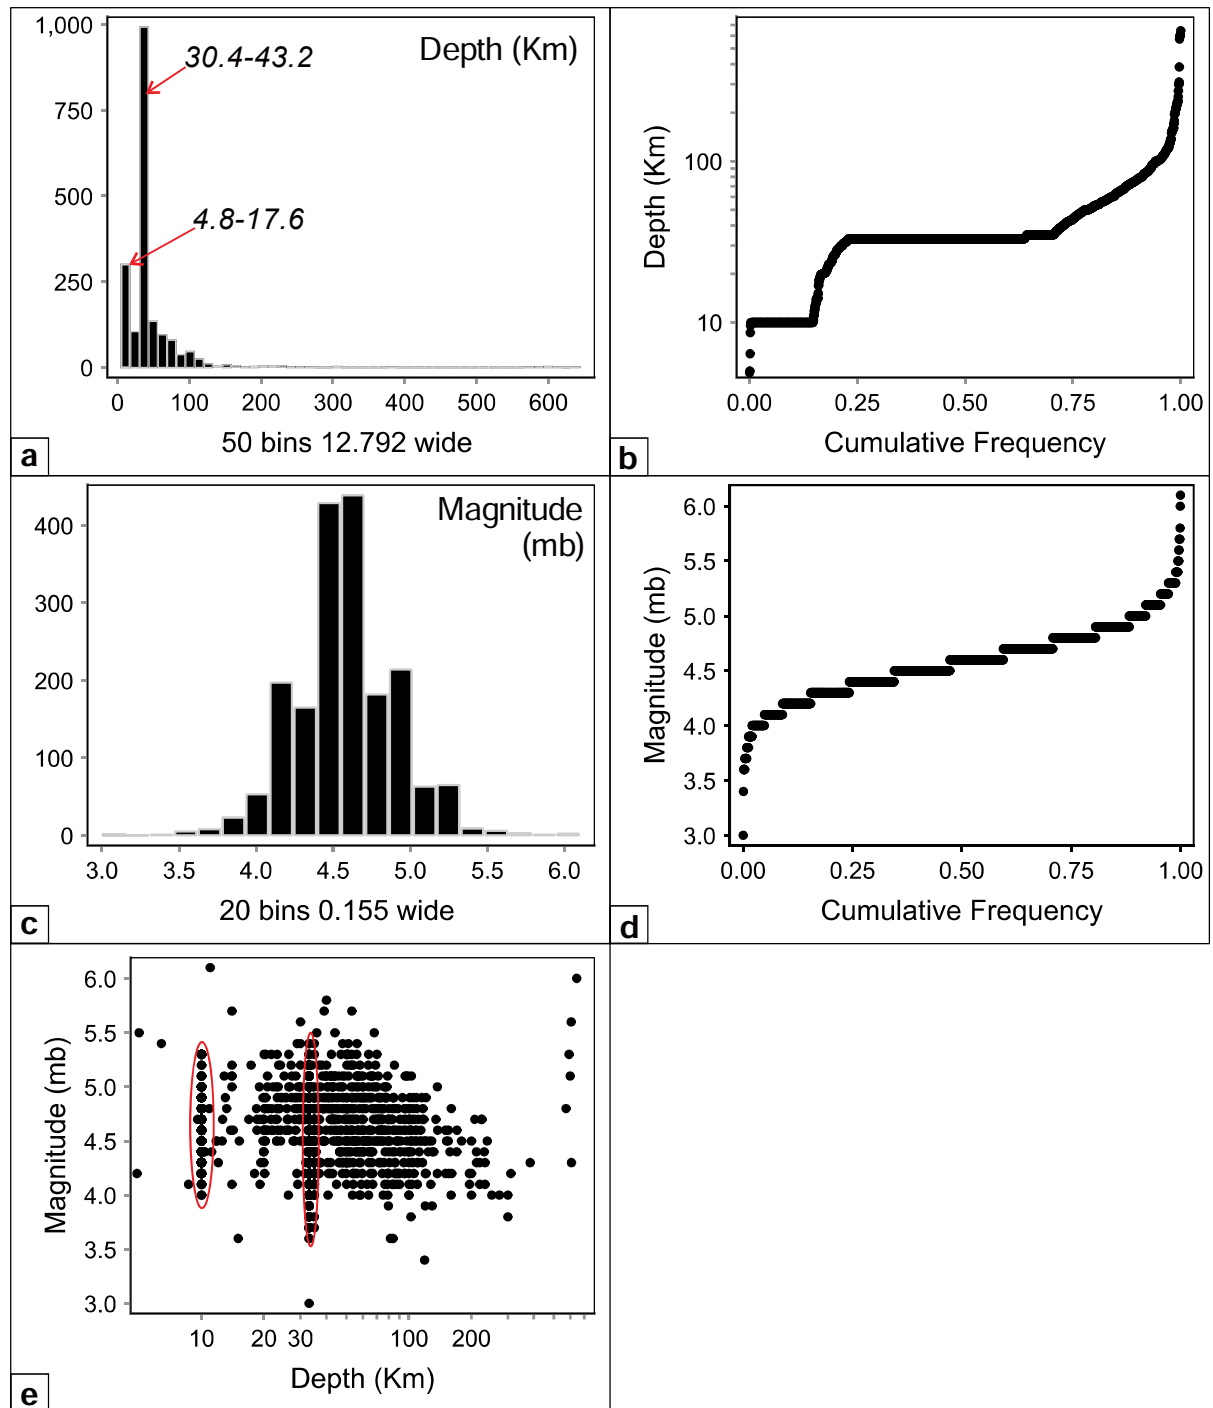 1,000
750
500
250
0
Depth (Km)
30.4-43.2
4.8-17.6
0 100 200 300 400 500 600
50 bins 12.792 wide
a
Depth (Km)
100
10
0.00 0.25 0.50 0.75 1.00
Cumulative Frequency
b
400
300
200
100
0
Magnitude
(mb)
3.0 3.5 4.0 4.5 5.0 5.5 6.0
20 bins 0.155 wide
c
Magnitude (mb)
6.0
5.5
5.0
4.5
4.0
3.5
3.0
0.00 0.25 0.50 0.75 1.00
Cumulative Frequency
d
Magnitude (mb)
6.0
5.5
5.0
4.5
4.0
3.5
3.0
10 20 30 100 200
Depth (Km)
e